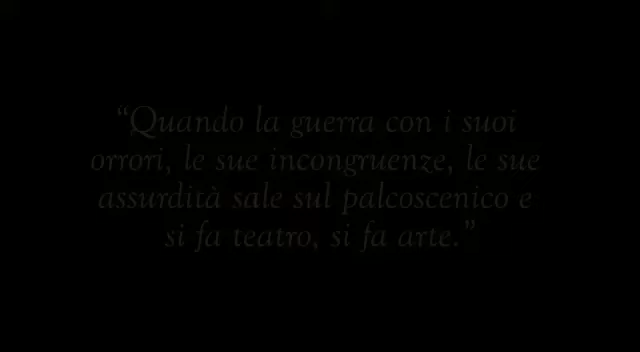 “Quando la guerra con i suoi
orrori, le sue incongruenze, le sue
assurdità sale sul palcoscenico e
si fa teatro, si fa arte.”